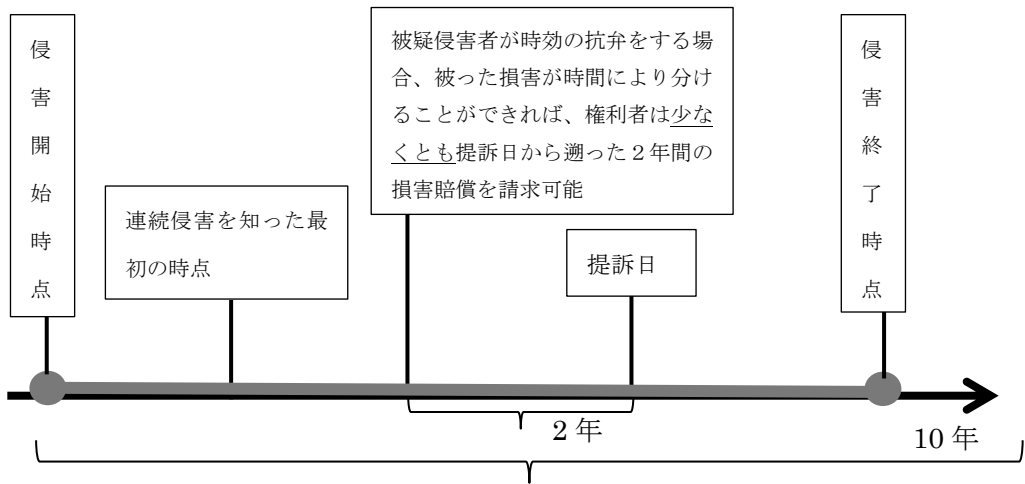 侵害開始時点
連続侵害を知った最
初の時点
被疑侵害者が時効の抗弁をする場
合、被った損害が時間により分け
ることができれば、権利者は少な
くとも提訴日から遡った２年間の
損害賠償を請求可能
提訴日
侵害終了時点
2 年
10 年